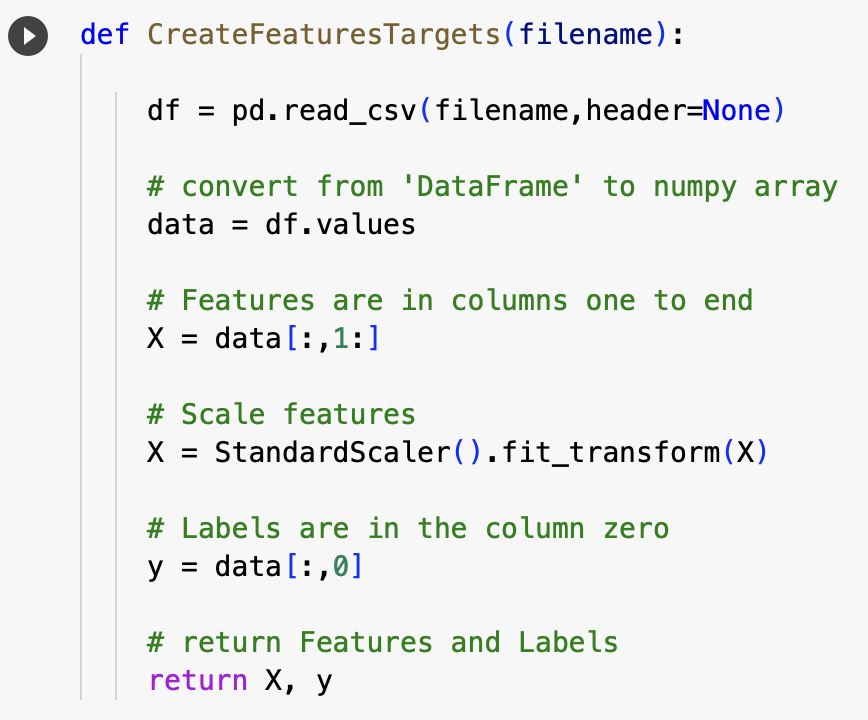 def CreateFeaturesTargets(filename):
df = pd.read_csv(filename,header=None)
# convert from 'DataFrame' to numpy array
data = df.values
# Features are in columns one to end
X = data[:,1:]
# Scale features
X = StandardScaler().fit_transform(X)
# Labels are in the column zero
y = data[:,0]
# return Features and Labels
return X, y